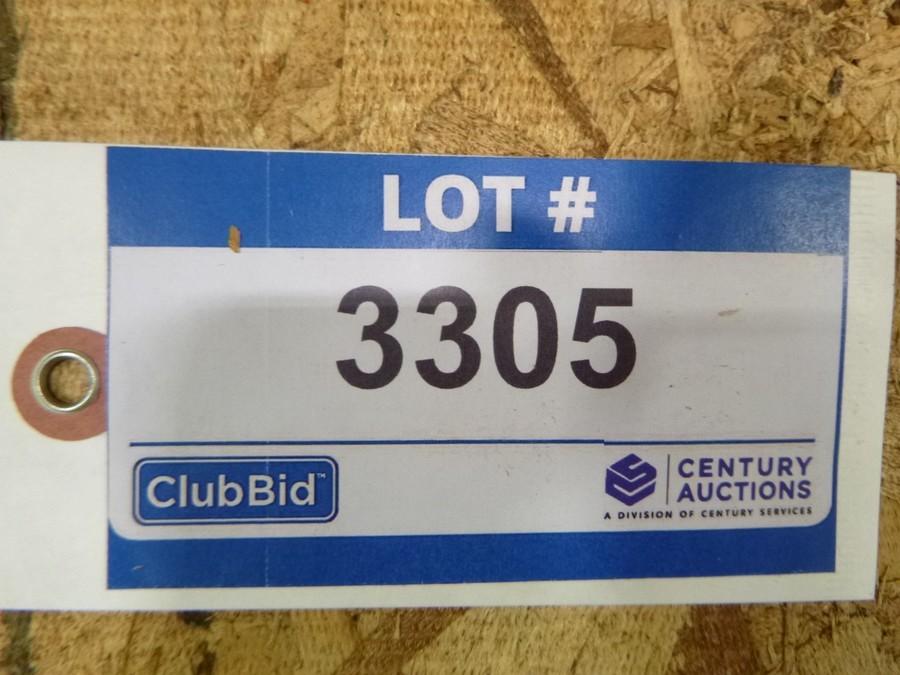 LOT #
3305
ClubBid™
CENTURY
AUCTIONS
A DIVISION OF CENTURY SERVICES